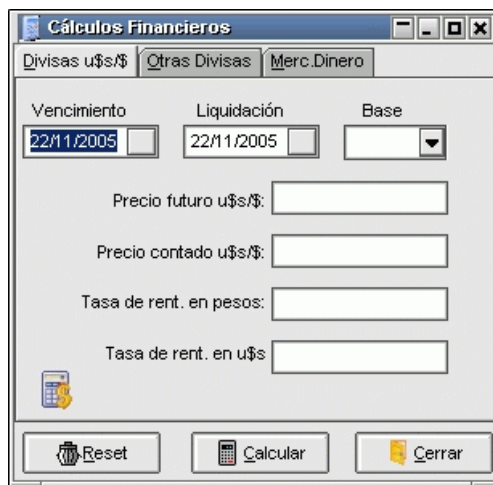 Cálculos Financieros
Divisas u$s/$ Otras Divisas Merc.Dinero
Vencimiento Liquidación Base
22/11/2005 22/11/2005
Precio futuro u$s/$:
Precio contado u$s/$:
Tasa de rent. en pesos:
Tasa de rent. en u$s
Reset Calcular Cerrar